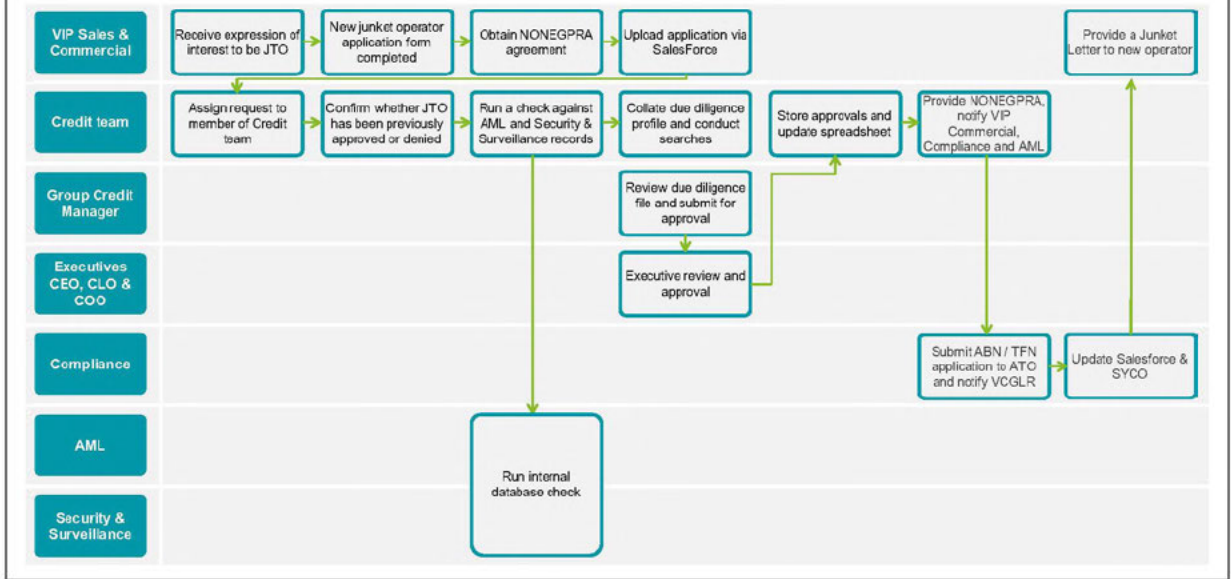 VIP Sales &
Commercial
Receive expression of
interest to be JTO
New junket operator
application form
completed
Obtain NONEGPRA
agreement
Upload application via
SalesForce
Provide a Junket
Letter to new operator
Credit team
Assign request to
member of Credit
team
Confirm whether JTO
has been previously
approved or denied
Run a check against
AML and Security &
Surveillance records
Collate due diligence
profile and conduct
searches
Store approvals and
update spreadsheet
Provide NONEGPRA,
notify VIP
Commercial,
Compliance and AML
Group Credit
Manager
Review due diligence
file and submit for
approval
Executives
CEO, CLO &
COO
Executive review and
approval
Compliance
Submit ABN / TFN
application to ATO
and notify VCGLR
Update Salesforce &
SYCO
AML
Run internal
database check
Security &
Surveillance